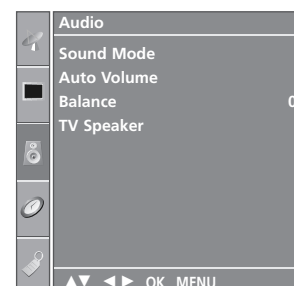 Audio
Sound Mode
Auto Volume
Balance 0
TV Speaker
▲▼ ◄► OK MENU